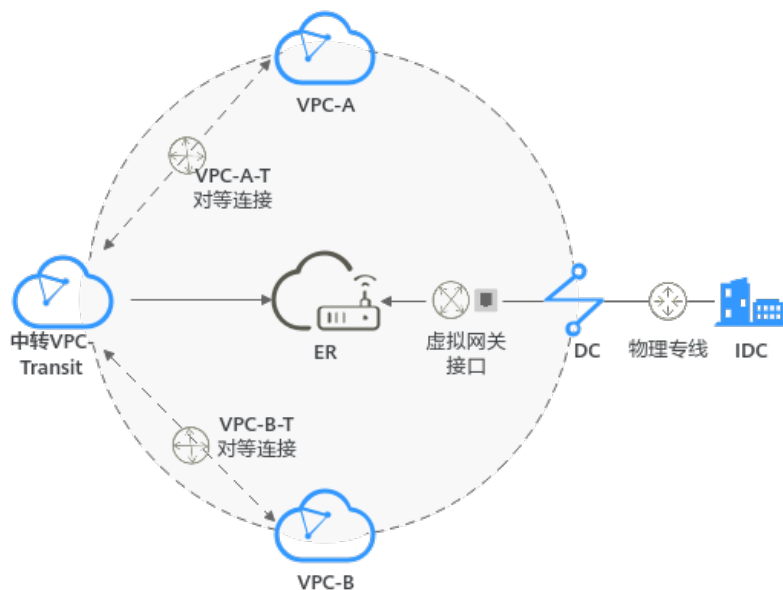 VPC-A
VPC-A-T
对等连接
中转VPC-
Transit
ER
虚拟网关
接口
DC
物理专线
IDC
VPC-B-T
对等连接
VPC-B